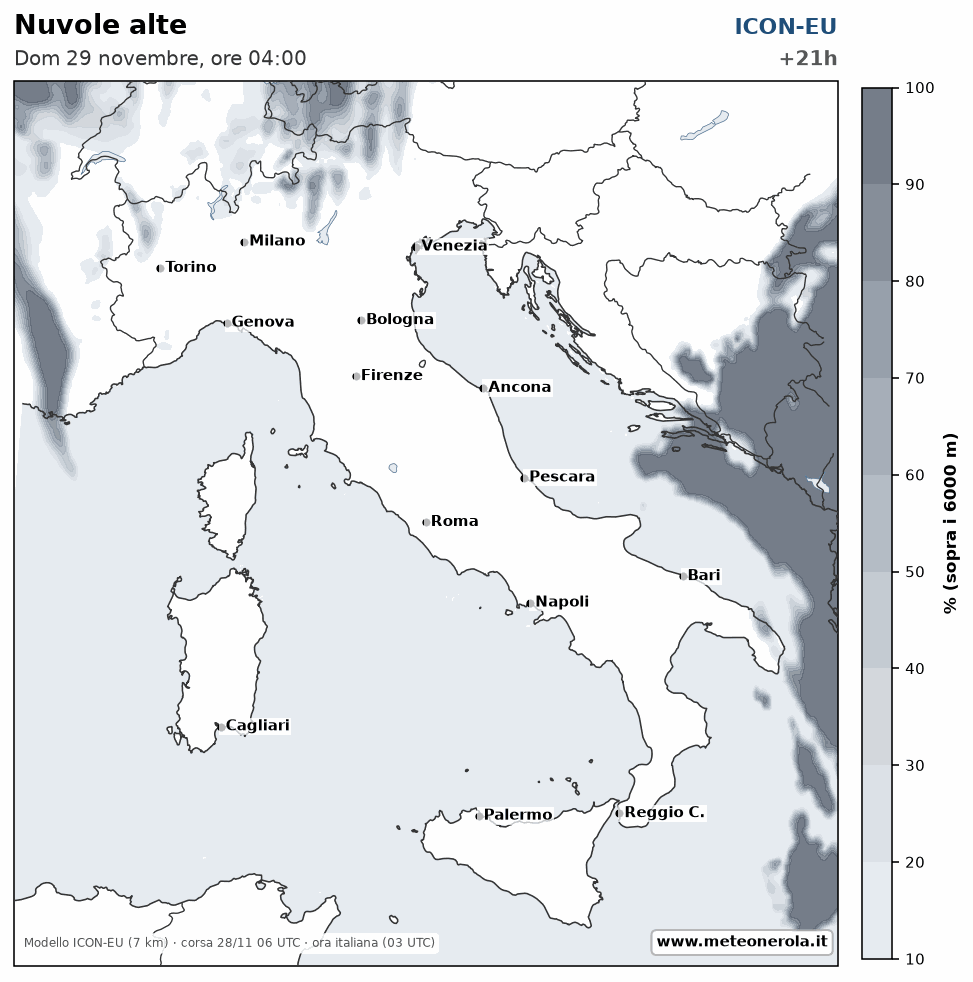 Nuvole alte
ICON-EU
Dom 29 novembre, ore 04:00
+21h
100
90
80
70
60
50
40
30
20
10
% (sopra i 6000 m)
Milano
Venezia
Torino
Genova
Bologna
Firenze
Ancona
Pescara
Roma
Bari
Napoli
Cagliari
Palermo
Reggio C.
Modello ICON-EU (7 km) · corsa 28/11 06 UTC · ora italiana (03 UTC)
www.meteonerola.it